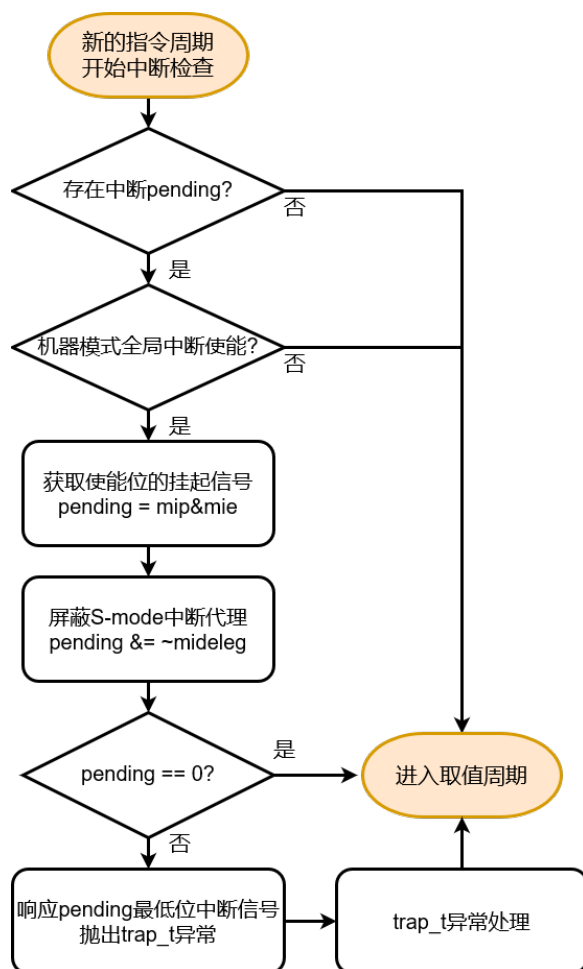 新的指令周期
开始中断检查
存在中断pending?
否
是
机器模式全局中断使能?
否
是
获取使能位的挂起信号
pending = mip&mie
屏蔽S-mode中断代理
pending &= ~mideleg
pending == 0?
是
进入取值周期
否
响应pending最低位中断信号
抛出trap_t异常
trap_t异常处理